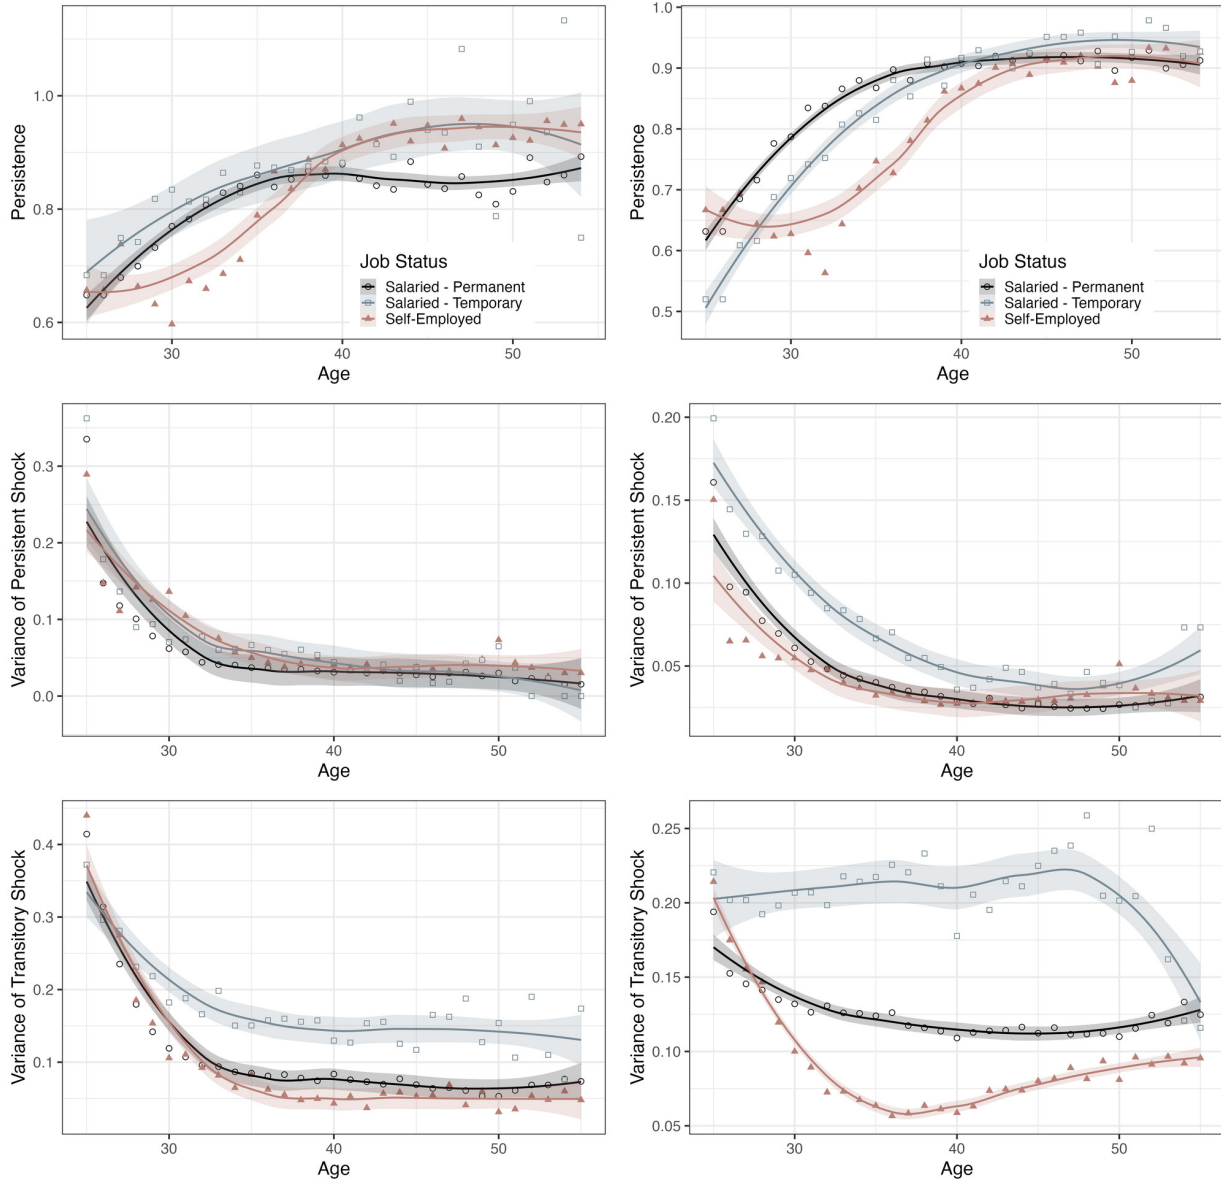 Persistence
1.0
0.8
0.6
Job Status
Salaried - Permanent
Salaried - Temporary
Self-Employed
30
40
50
Age
Persistence
1.0
0.9
0.8
0.7
0.6
0.5
Job Status
Salaried - Permanent
Salaried - Temporary
Self-Employed
30
40
50
Age
Variance of Persistent Shock
0.3
0.2
0.1
0.0
30
40
50
Age
Variance of Persistent Shock
0.20
0.15
0.10
0.05
30
40
50
Age
Variance of Transitory Shock
0.4
0.3
0.2
0.1
30
40
50
Age
Variance of Transitory Shock
0.25
0.20
0.15
0.10
0.05
30
40
50
Age